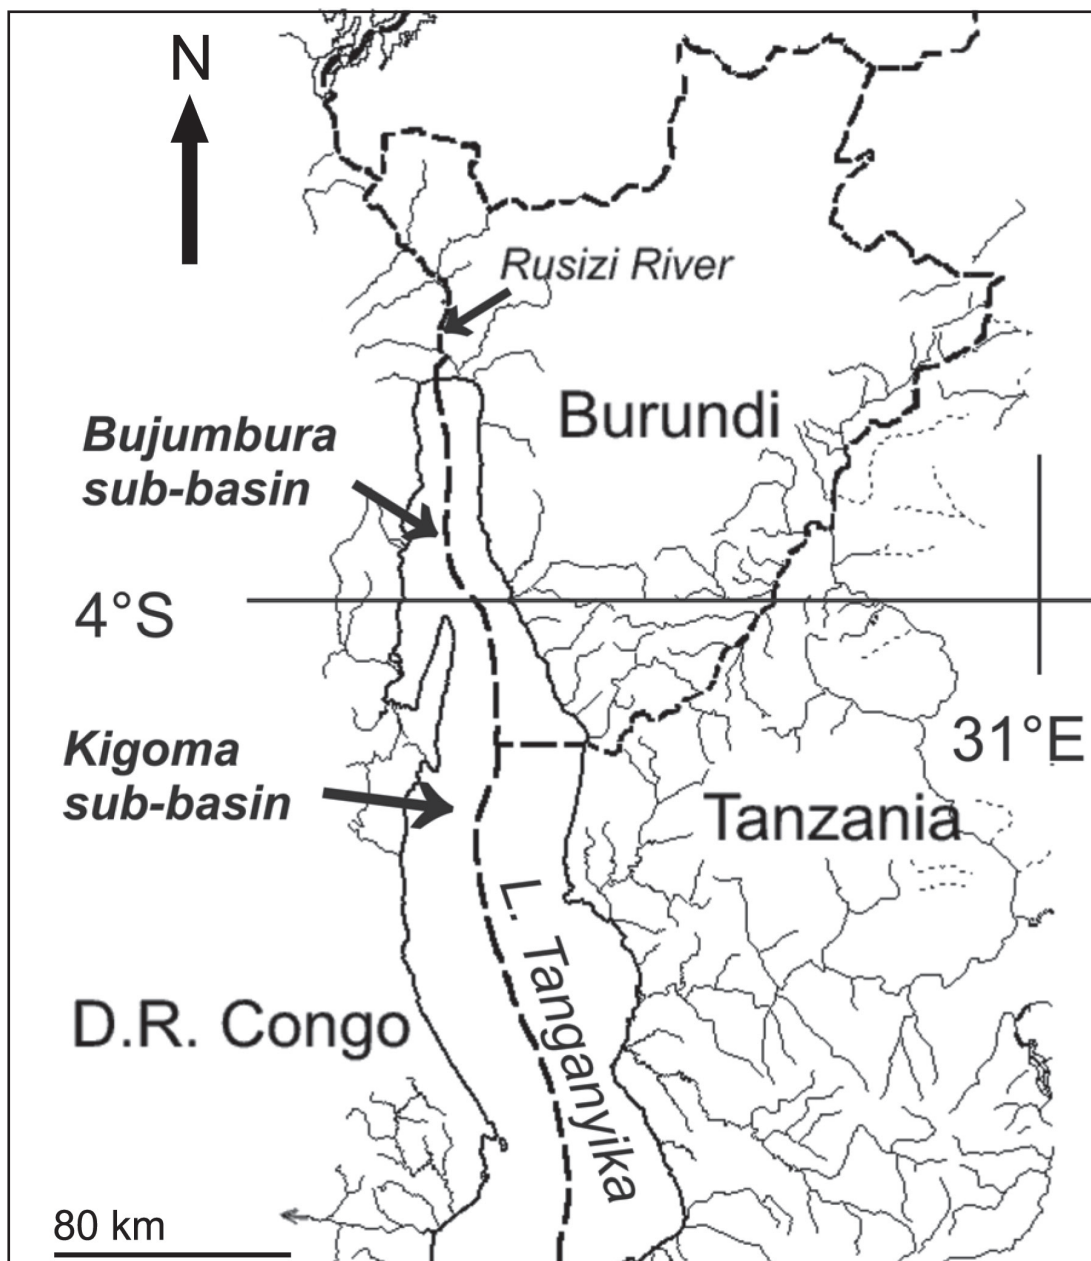 N
Rusizi River
Burundi
Bujumbura
sub-basin
4°S
31°E
Kigoma
sub-basin
Tanzania
L. Tanganyika
D.R. Congo
80 km